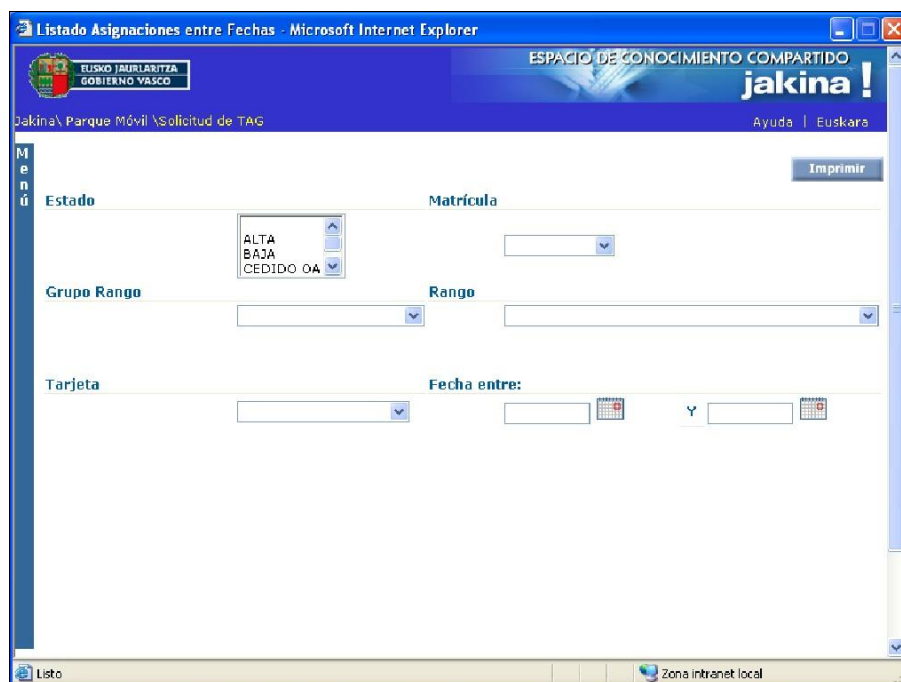 Listado Asignaciones entre Fechas - Microsoft Internet Explorer
EUSKO JAURLARITZA
GOBIERNO VASCO
ESPACIO DE CONOCIMIENTO COMPARTIDO
jakina !
Jakina\ Parque Móvil \Solicitud de TAG
Ayuda | Euskara
Menú
Imprimir
Estado
Matrícula
ALTA
BAJA
CEDIDO OA
Grupo Rango
Rango
Tarjeta
Fecha entre:
Y
Listo
Zona intranet local